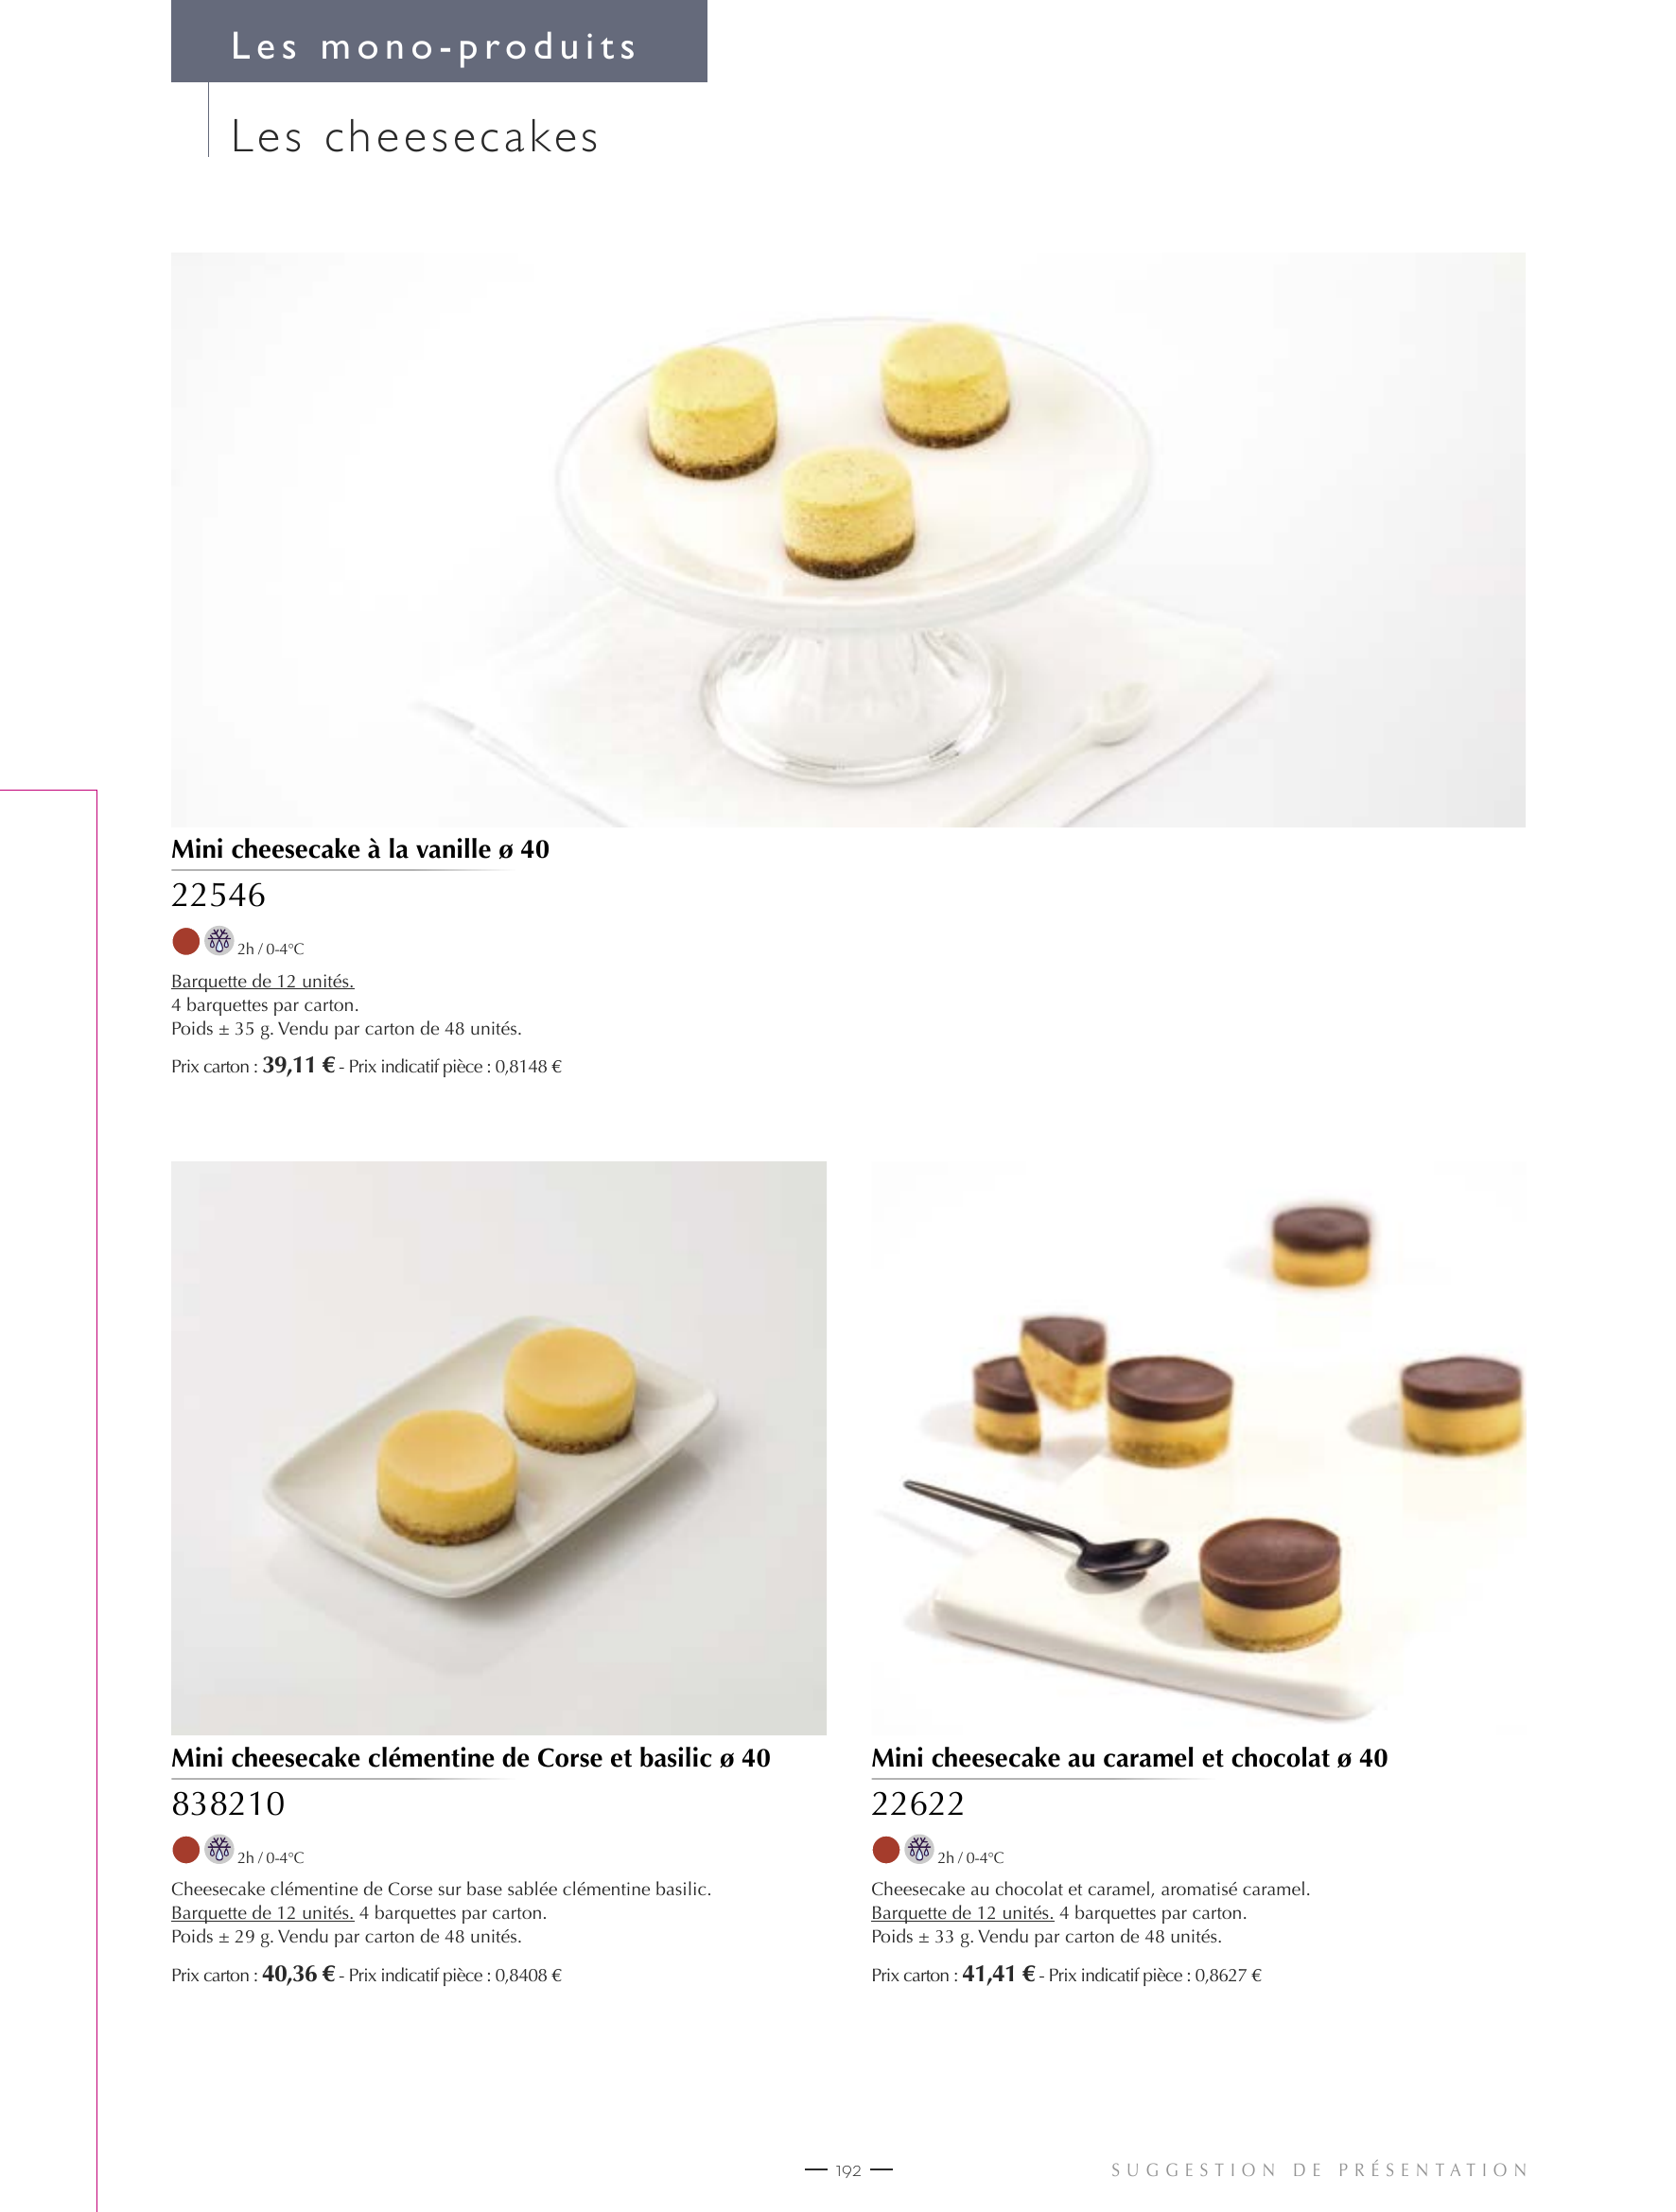 Les mono-produits
Les cheesecakes
Mini cheesecake à la vanille ø 40
22546
2h / 0-4°C
Barquette de 12 unités.
4 barquettes par carton.
Poids ± 35 g. Vendu par carton de 48 unités.
Prix carton : 39,11 € - Prix indicatif pièce : 0,8148 €
Mini cheesecake clémentine de Corse et basilic ø 40
838210
2h / 0-4°C
Cheesecake clémentine de Corse sur base sablée clémentine basilic.
Barquette de 12 unités. 4 barquettes par carton.
Poids ± 29 g. Vendu par carton de 48 unités.
Prix carton : 40,36 € - Prix indicatif pièce : 0,8408 €
Mini cheesecake au caramel et chocolat ø 40
22622
2h / 0-4°C
Cheesecake au chocolat et caramel, aromatisé caramel.
Barquette de 12 unités. 4 barquettes par carton.
Poids ± 33 g. Vendu par carton de 48 unités.
Prix carton : 41,41 € - Prix indicatif pièce : 0,8627 €
192
SUGGESTION DE PRÉSENTATION